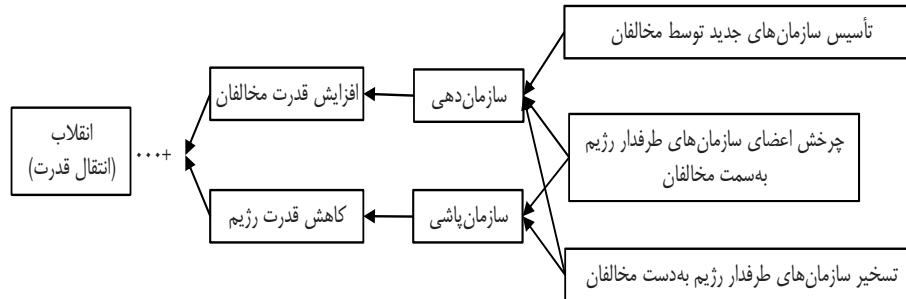 تأسیس سازمان‌های جدید توسط مخالفان
سازمان‌دهی
افزایش قدرت مخالفان
چرخش اعضای سازمان‌های طرفدار رژیم
به‌سمت مخالفان
انقلاب
(انتقال قدرت)
+...
سازمان‌پاشی
کاهش قدرت رژیم
تسخیر سازمان‌های طرفدار رژیم به‌دست مخالفان